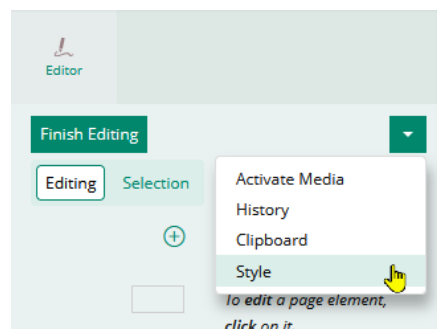 Editor
Finish Editing
Editing Selection
Activate Media
History
Clipboard
Style
To edit a page element,
click on it